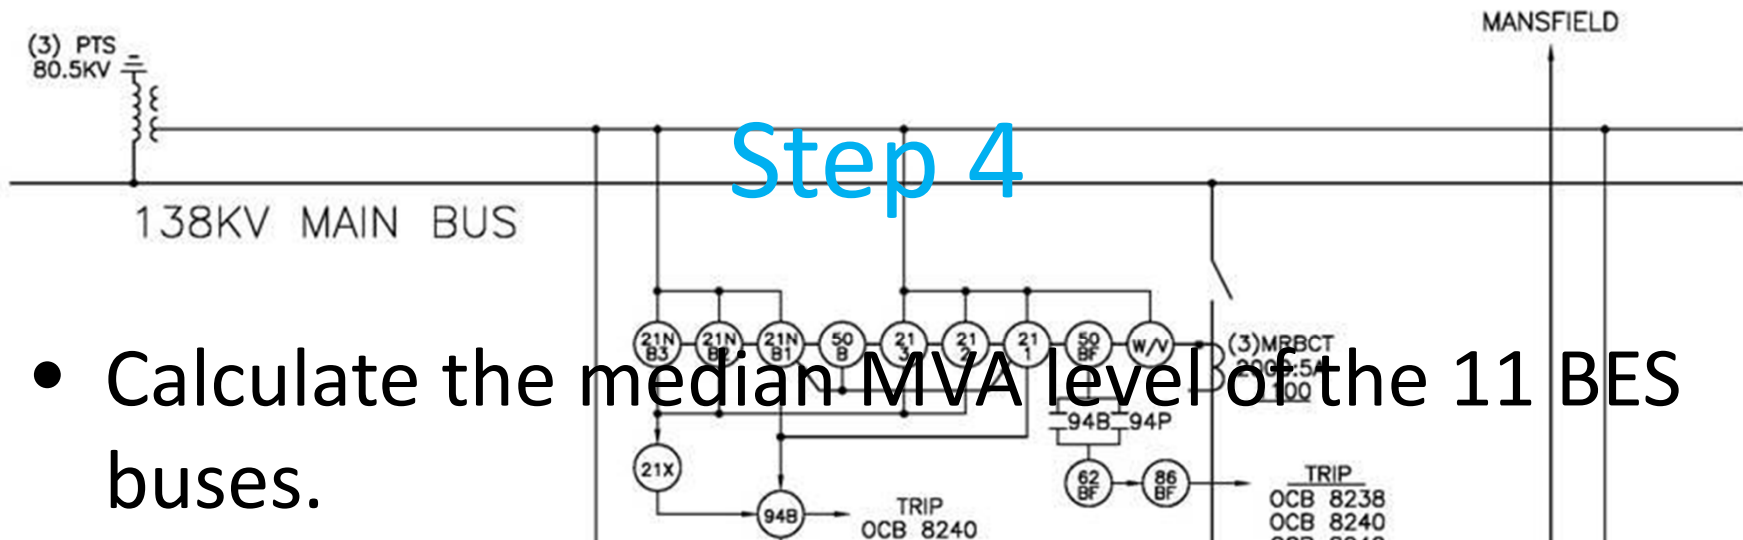 MANSFIELD
(3) PTS
80.5KV
Step 4
138KV MAIN BUS
21N B3
21N B2
21N B1
50 B
21 3
21 2
21 1
50 BF
W/V
(3)MRBCT
• Calculate the median MVA level of the 11 BES
buses.
94B
94P
21X
62 BF
86 BF
94B
TRIP
OCB 8240
TRIP
OCB 8238
OCB 8240